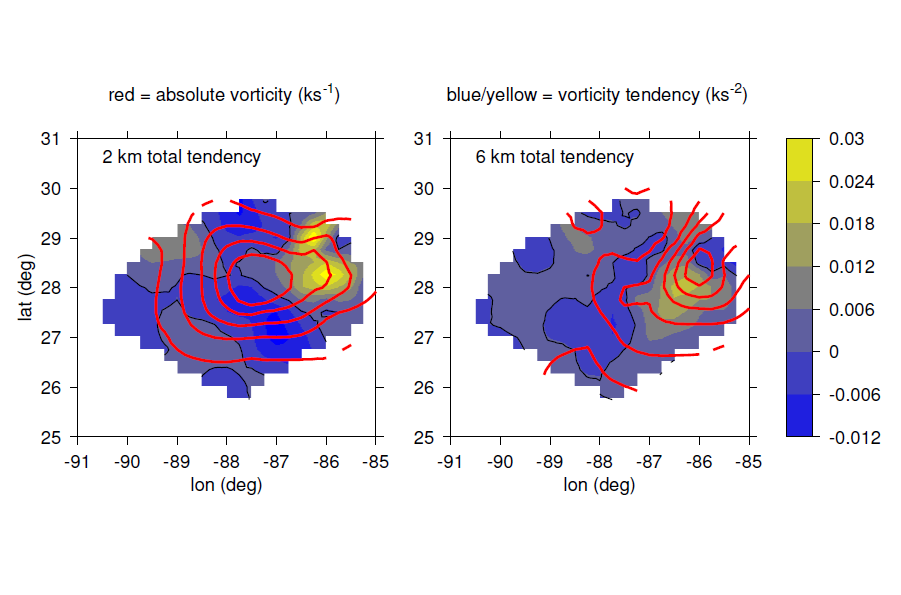 red = absolute vorticity (ks-1)
blue/yellow = vorticity tendency (ks-2)
2 km total tendency
31
30
29
28
27
26
25
lat (deg)
-91 -90 -89 -88 -87 -86 -85
lon (deg)
6 km total tendency
31
30
29
28
27
26
25
-91 -90 -89 -88 -87 -86 -85
lon (deg)
0.03
0.024
0.018
0.012
0.006
0
-0.006
-0.012